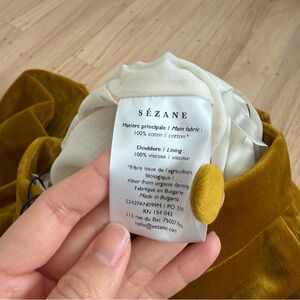 SÉZANE
Matière principale / Main fabric :
100% coton / cotton*
Doublure / Lining :
100% viscose / viscose
*Fibre issue de l'agriculture
biologique /
Fiber from organic farming
Fabriqué en Bulgarie
Made in Bulgaria
RN 154 043
115 rue du Bac 75007
hello@sezane.com